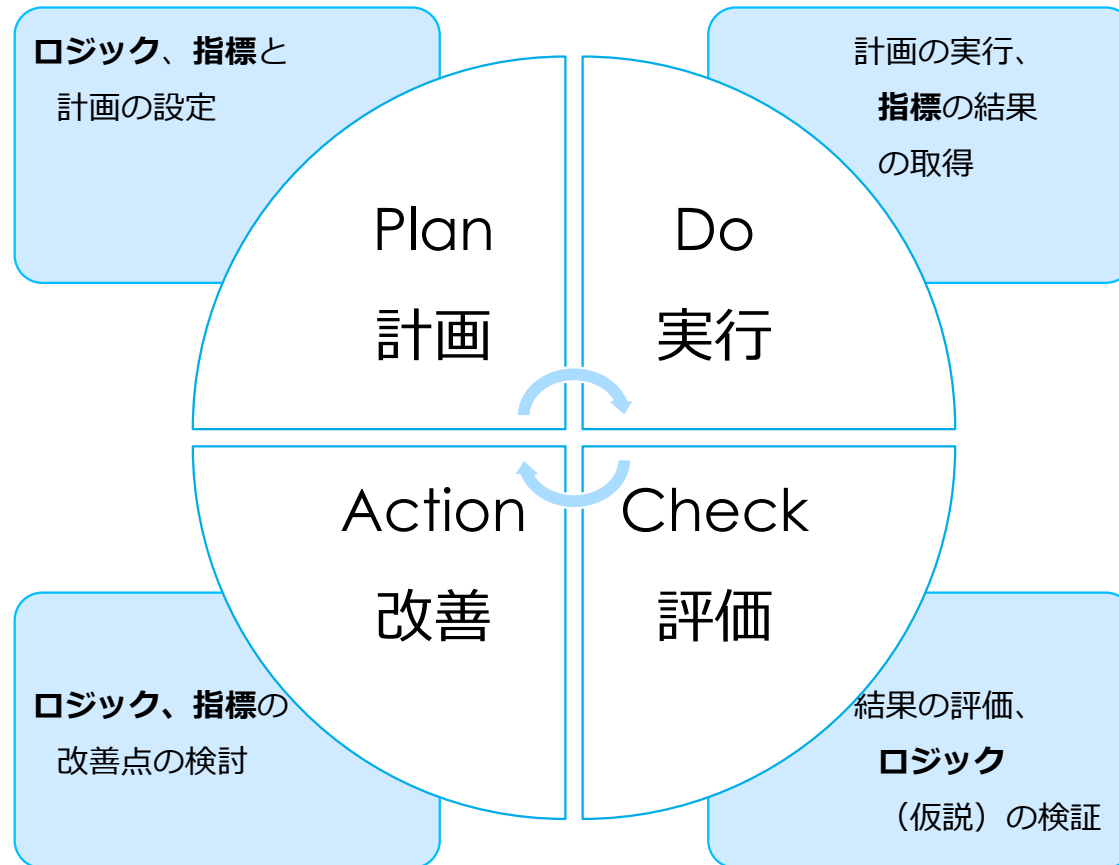 ロジック、指標と
計画の設定
計画の実行、
指標の結果
の取得
Plan
計画
Do
実行
Action
改善
Check
評価
ロジック、指標の
改善点の検討
結果の評価、
ロジック
（仮説）の検証